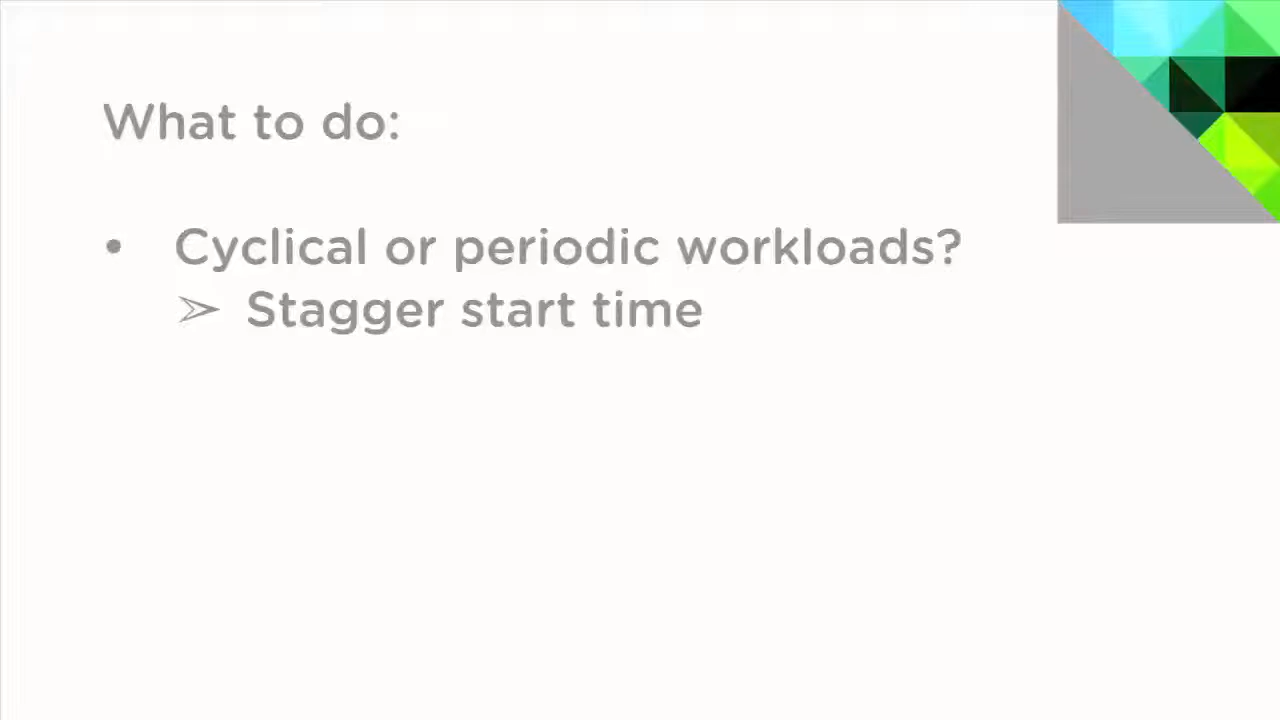 What to do:
• Cyclical or periodic workloads?
➢ Stagger start time